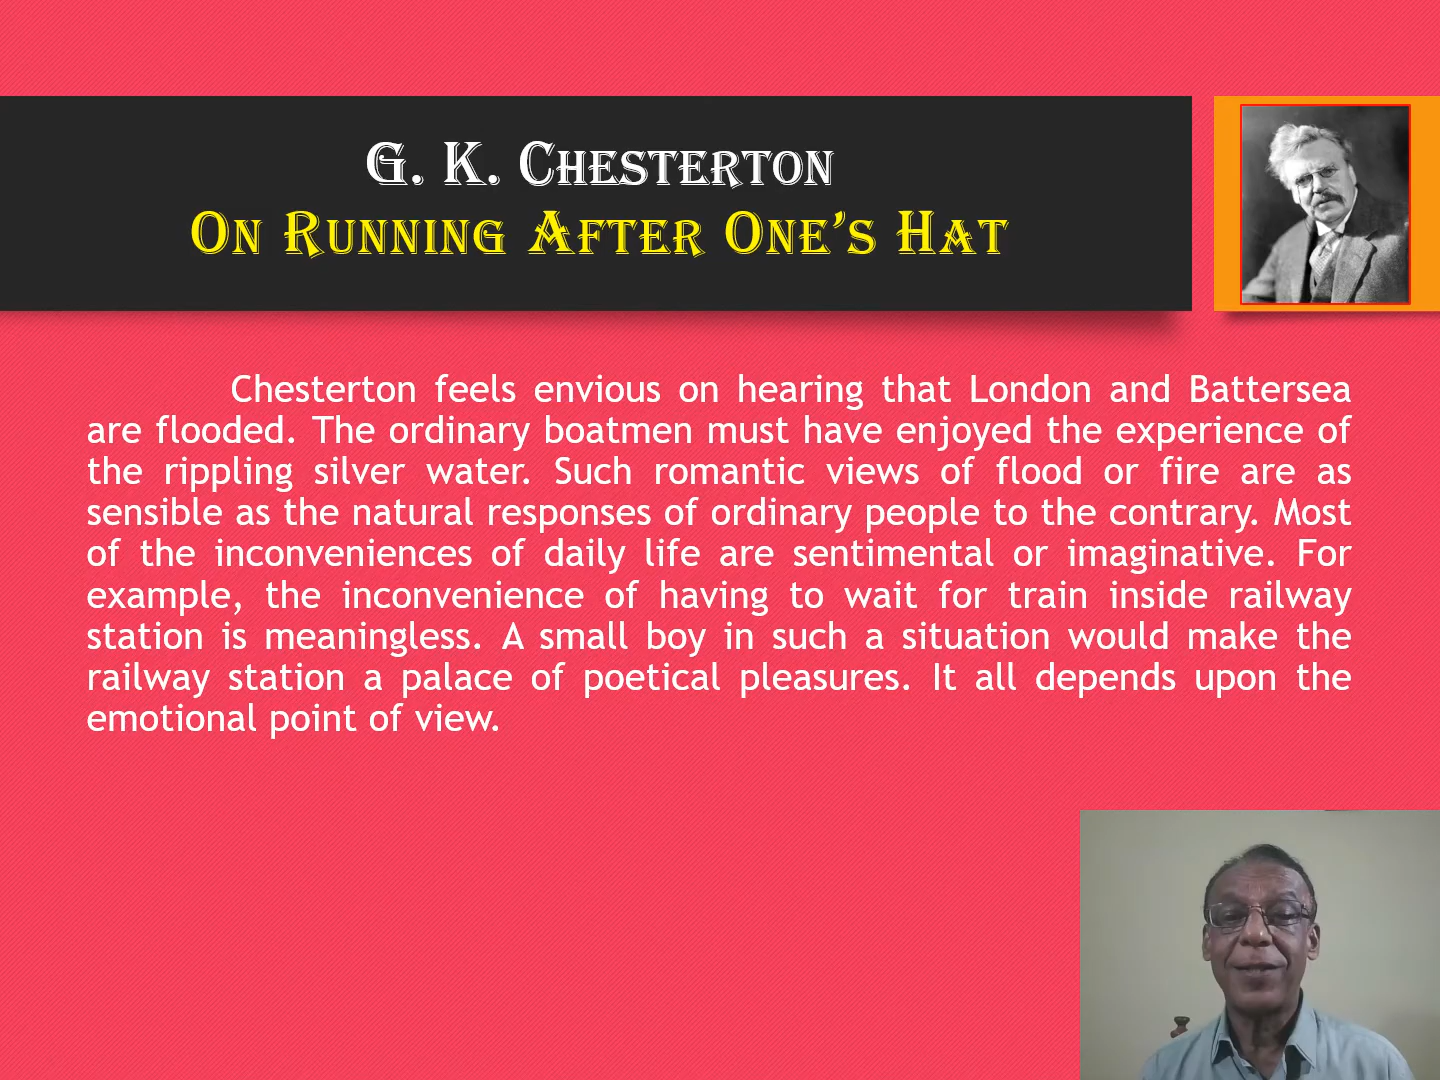 G. K. Chesterton
On Running After One's Hat
Chesterton feels envious on hearing that London and Battersea
are flooded. The ordinary boatmen must have enjoyed the experience of
the rippling silver water. Such romantic views of flood or fire are as
sensible as the natural responses of ordinary people to the contrary. Most
of the inconveniences of daily life are sentimental or imaginative. For
example, the inconvenience of having to wait for train inside railway
station is meaningless. A small boy in such a situation would make the
railway station a palace of poetical pleasures. It all depends upon the
emotional point of view.